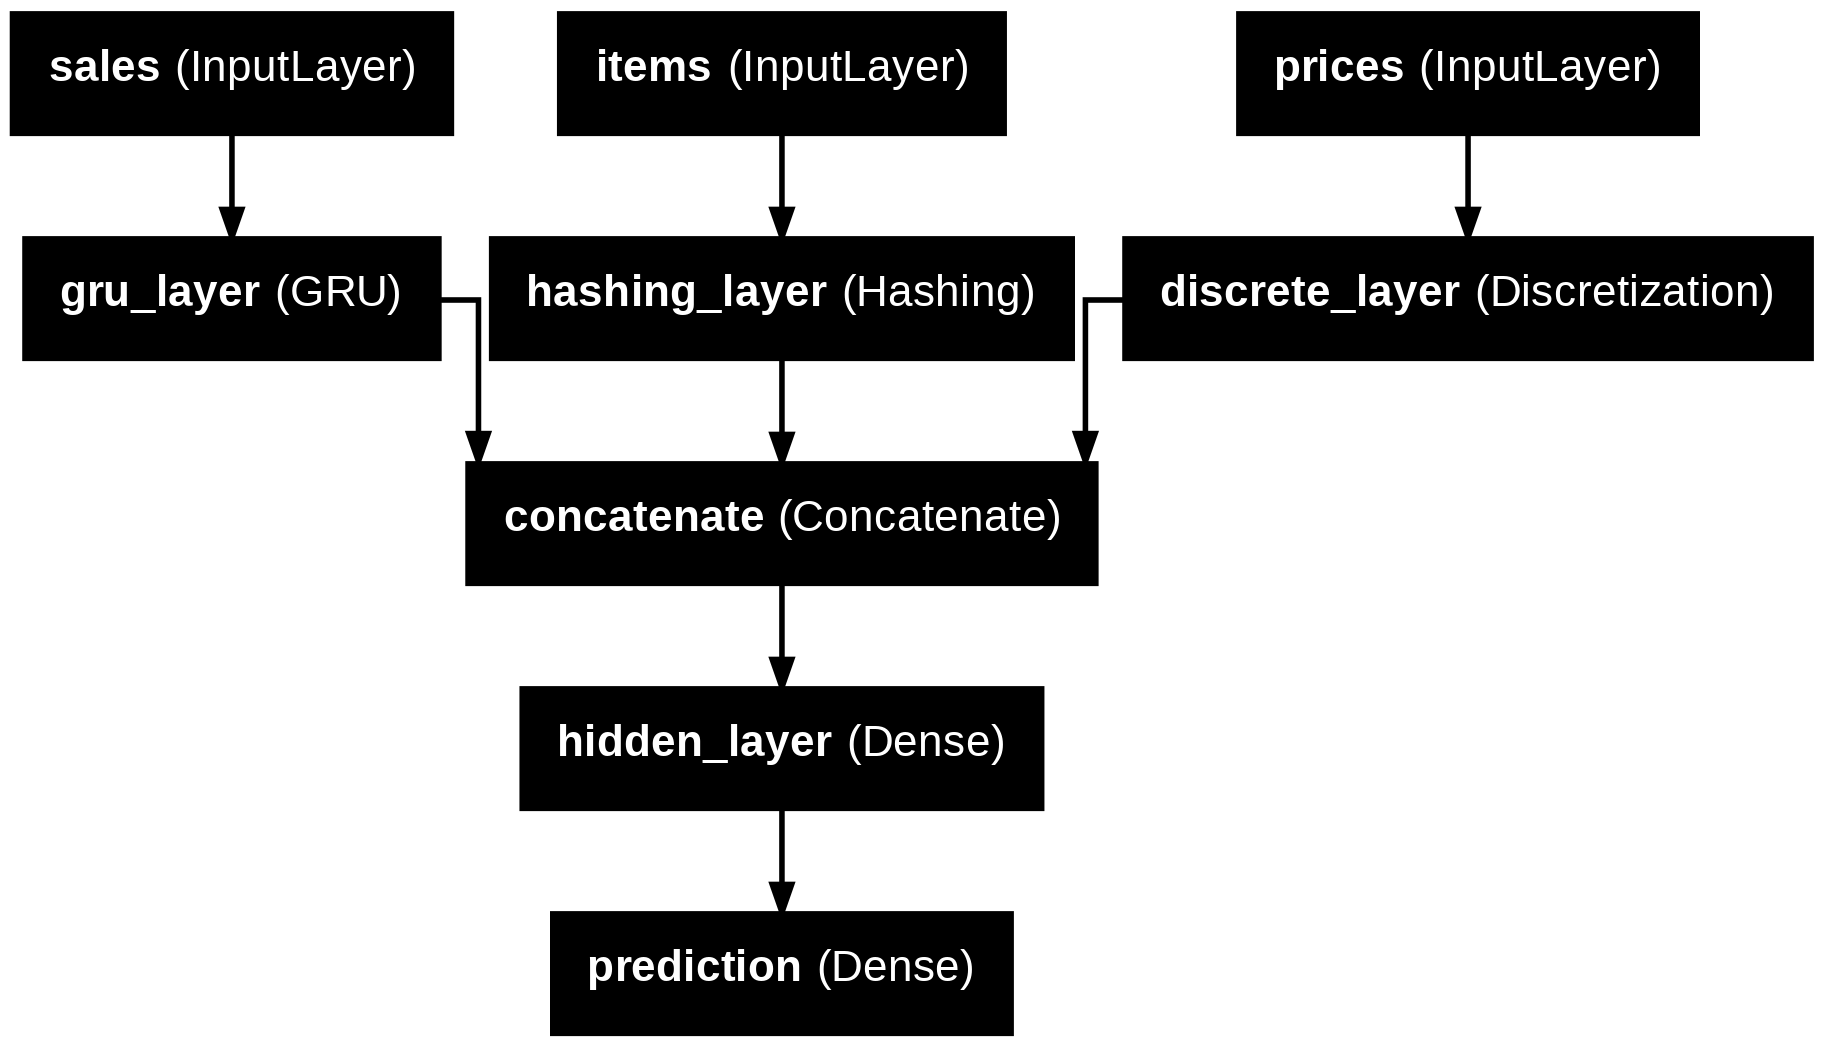 sales (InputLayer)
items (InputLayer)
prices (InputLayer)
gru_layer (GRU)
hashing_layer (Hashing)
discrete_layer (Discretization)
concatenate (Concatenate)
hidden_layer (Dense)
prediction (Dense)